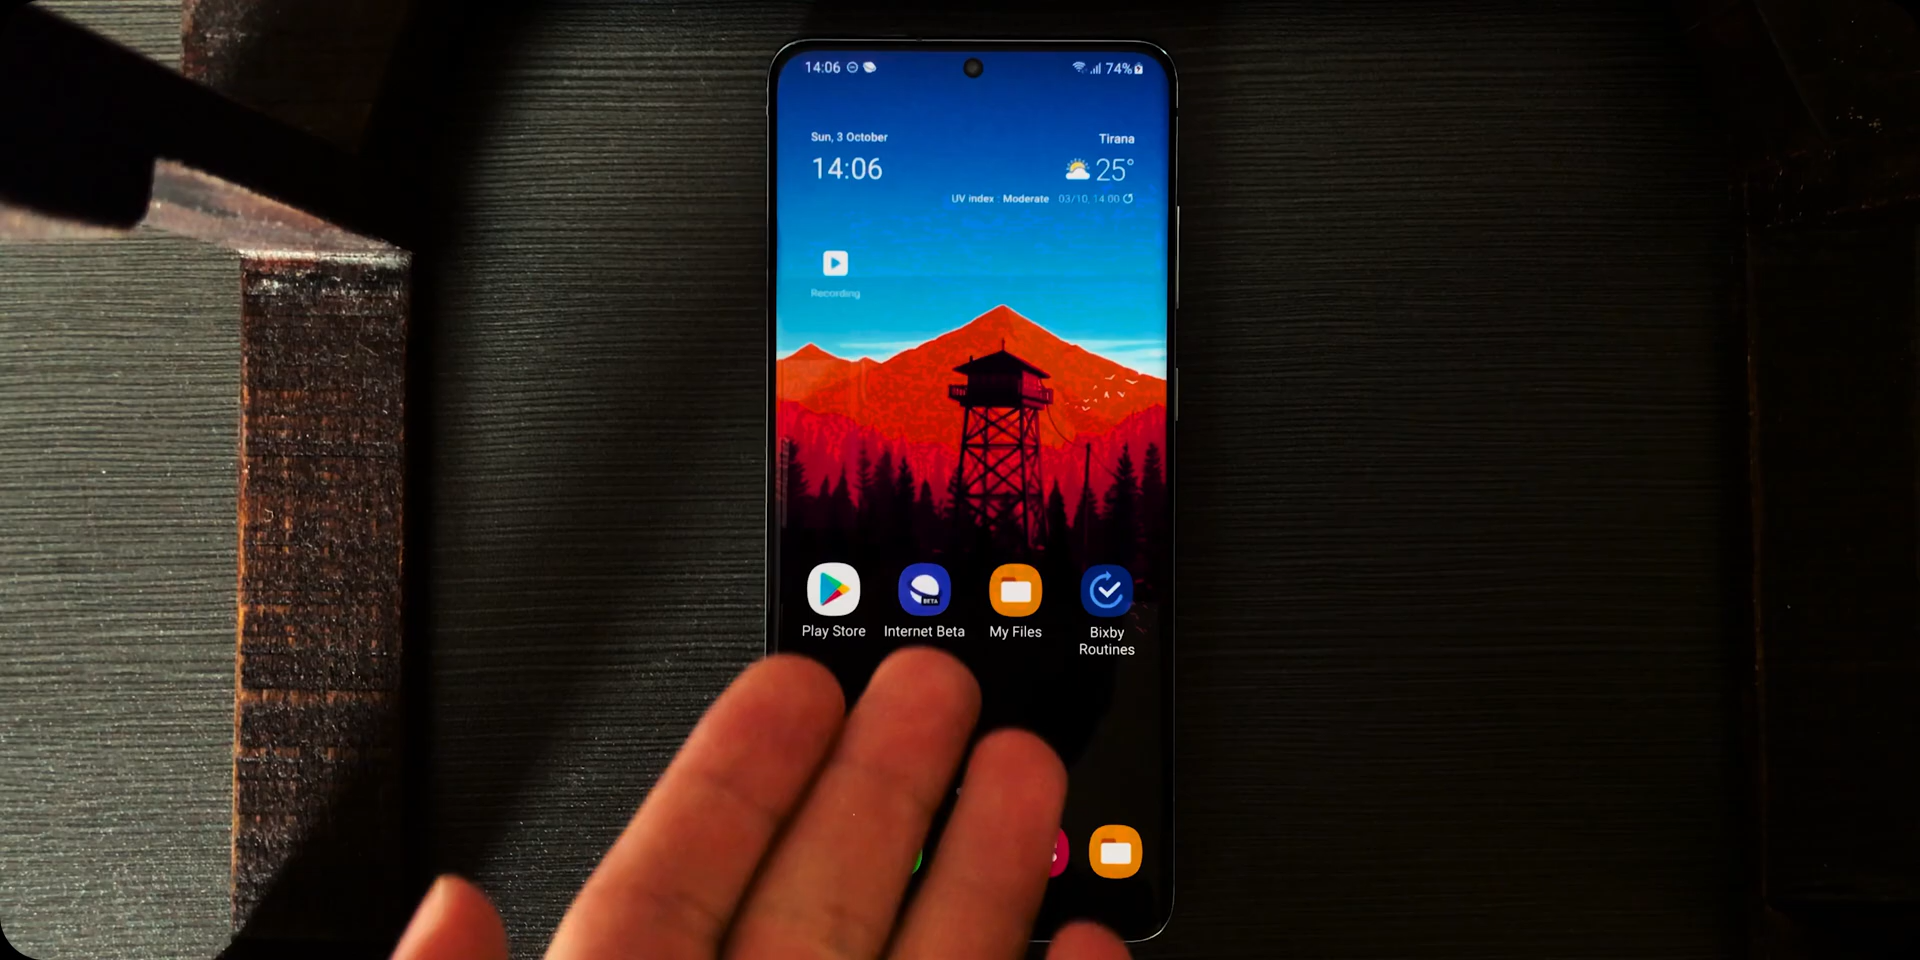 14:06
74%
Sun, 3 October
14:06
Tirana
25°
UV index : Moderate 03/10, 14:00
Recording
Play Store
BETA
Internet Beta
My Files
Bixby
Routines